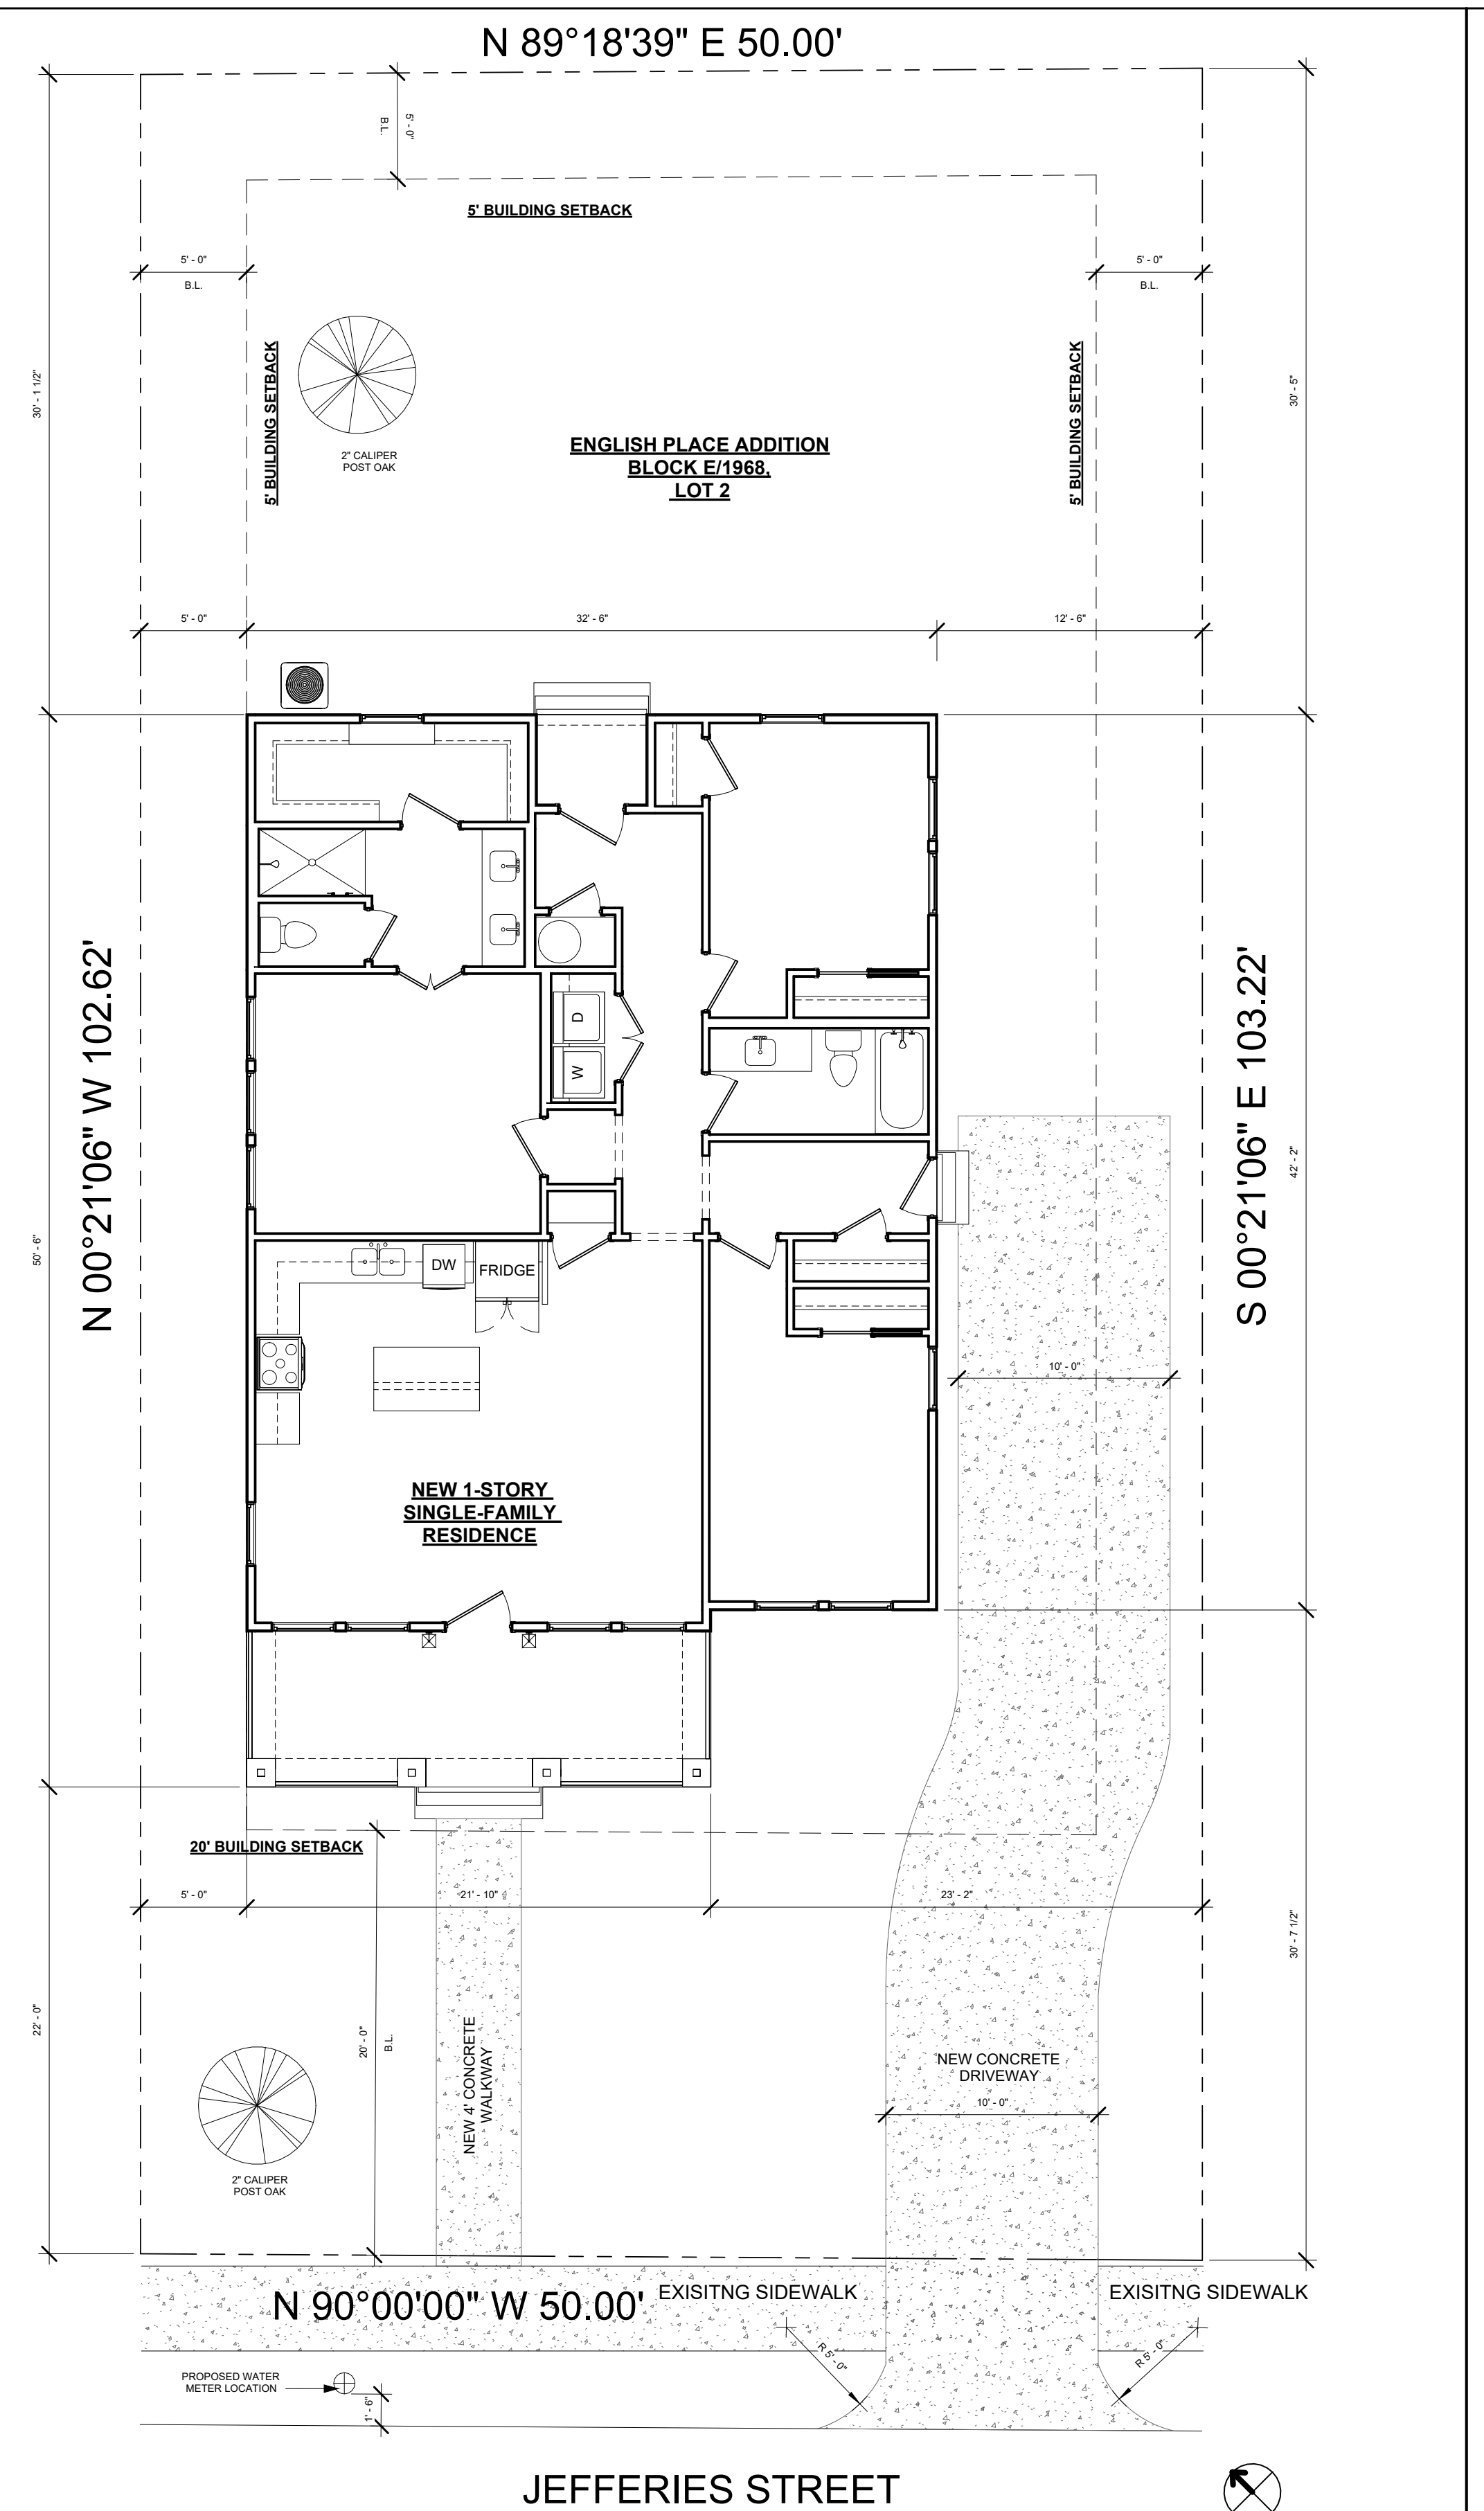 N 89°18'39" E 50.00'
5' - 0"
B.L.
5' BUILDING SETBACK
5' - 0"
B.L.
5' - 0"
B.L.
5' BUILDING SETBACK
5' BUILDING SETBACK
30' - 1 1/2"
30' - 5"
2" CALIPER
POST OAK
ENGLISH PLACE ADDITION
BLOCK E/1968,
LOT 2
5' - 0"
32' - 6"
12' - 6"
N 00°21'06" W 102.62'
S 00°21'06" E 103.22'
D
W
42' - 2"
50' - 6"
DW
FRIDGE
10' - 0"
NEW 1-STORY
SINGLE-FAMILY
RESIDENCE
20' BUILDING SETBACK
5' - 0"
21' - 10"
23' - 2"
30' - 7 1/2"
22' - 0"
20' - 0"
B.L.
NEW 4' CONCRETE
WALKWAY
NEW CONCRETE
DRIVEWAY
10' - 0"
2" CALIPER
POST OAK
N 90°00'00" W 50.00'
EXISITNG SIDEWALK
EXISITNG SIDEWALK
R 5' - 0"
R 5' - 0"
PROPOSED WATER
METER LOCATION
1' - 6"
JEFFERIES STREET